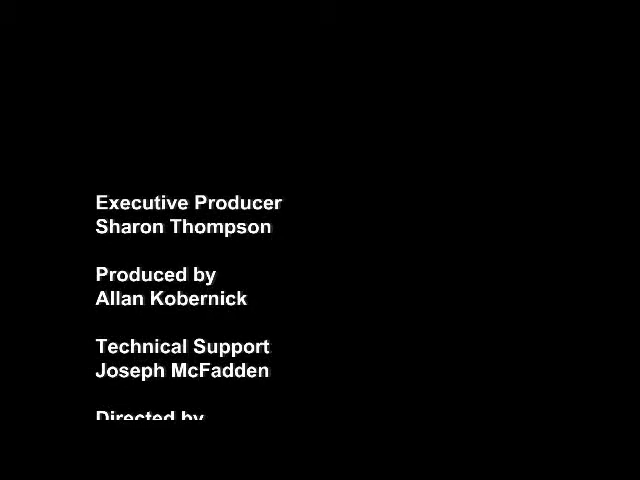 Executive Producer
Sharon Thompson
Produced by
Allan Kobernick
Technical Support
Joseph McFadden
Directed by